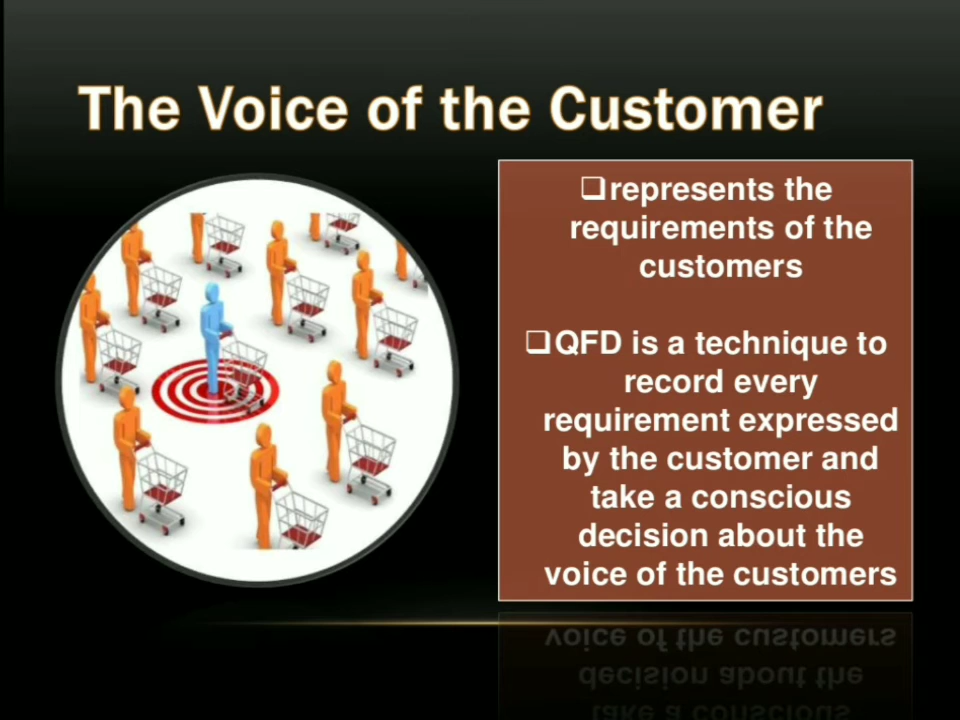 The Voice of the Customer
❑represents the
requirements of the
customers
❑QFD is a technique to
record every
requirement expressed
by the customer and
take a conscious
decision about the
voice of the customers